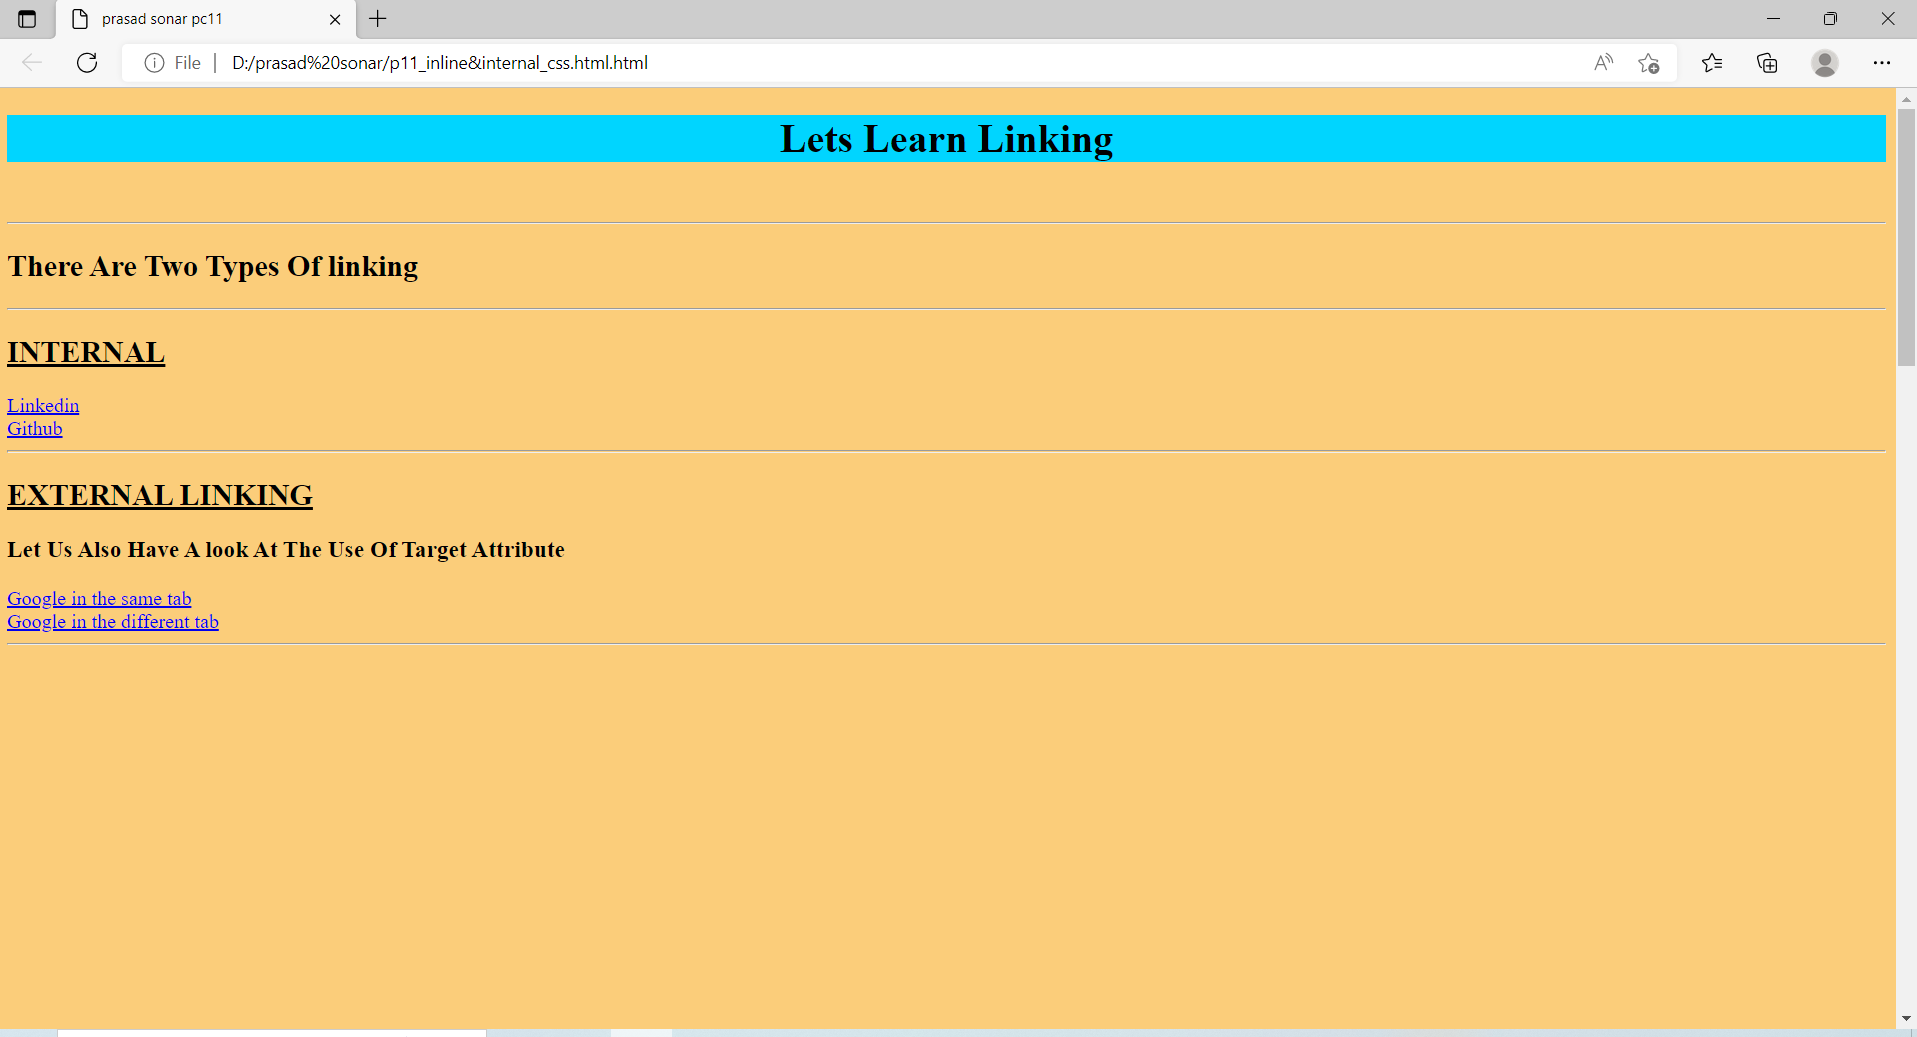 prasad sonar pc11
File | D:/prasad%20sonar/p11_inline&internal_css.html.html
Lets Learn Linking
There Are Two Types Of linking
INTERNAL
Linkedin
Github
EXTERNAL LINKING
Let Us Also Have A look At The Use Of Target Attribute
Google in the same tab
Google in the different tab